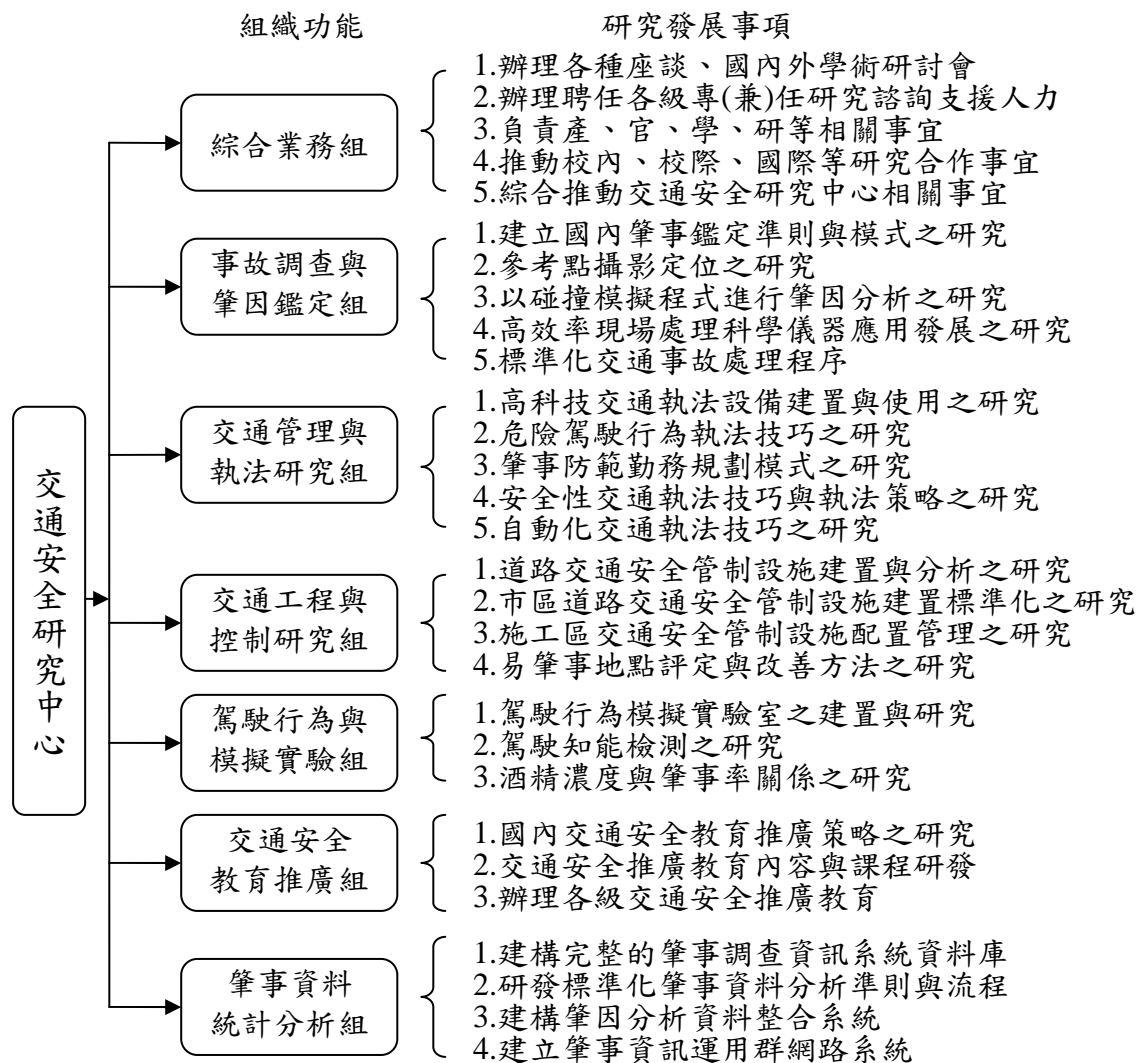 組織功能
研究發展事項
交通安全研究中心
綜合業務組
1.辦理各種座談、國內外學術研討會
2.辦理聘任各級專(兼)任研究諮詢支援人力
3.負責產、官、學、研等相關事宜
4.推動校內、校際、國際等研究合作事宜
5.綜合推動交通安全研究中心相關事宜
事故調查與
肇因鑑定組
1.建立國內肇事鑑定準則與模式之研究
2.參考點攝影定位之研究
3.以碰撞模擬程式進行肇因分析之研究
4.高效率現場處理科學儀器應用發展之研究
5.標準化交通事故處理程序
交通管理與
執法研究組
1.高科技交通執法設備建置與使用之研究
2.危險駕駛行為執法技巧之研究
3.肇事防範勤務規劃模式之研究
4.安全性交通執法技巧與執法策略之研究
5.自動化交通執法技巧之研究
交通工程與
控制研究組
1.道路交通安全管制設施建置與分析之研究
2.市區道路交通安全管制設施建置標準化之研究
3.施工區交通安全管制設施配置管理之研究
4.易肇事地點評定與改善方法之研究
駕駛行為與
模擬實驗組
1.駕駛行為模擬實驗室之建置與研究
2.駕駛知能檢測之研究
3.酒精濃度與肇事率關係之研究
交通安全
教育推廣組
1.國內交通安全教育推廣策略之研究
2.交通安全推廣教育內容與課程研發
3.辦理各級交通安全推廣教育
肇事資料
統計分析組
1.建構完整的肇事調查資訊系統資料庫
2.研發標準化肇事資料分析準則與流程
3.建構肇因分析資料整合系統
4.建立肇事資訊運用群網路系統